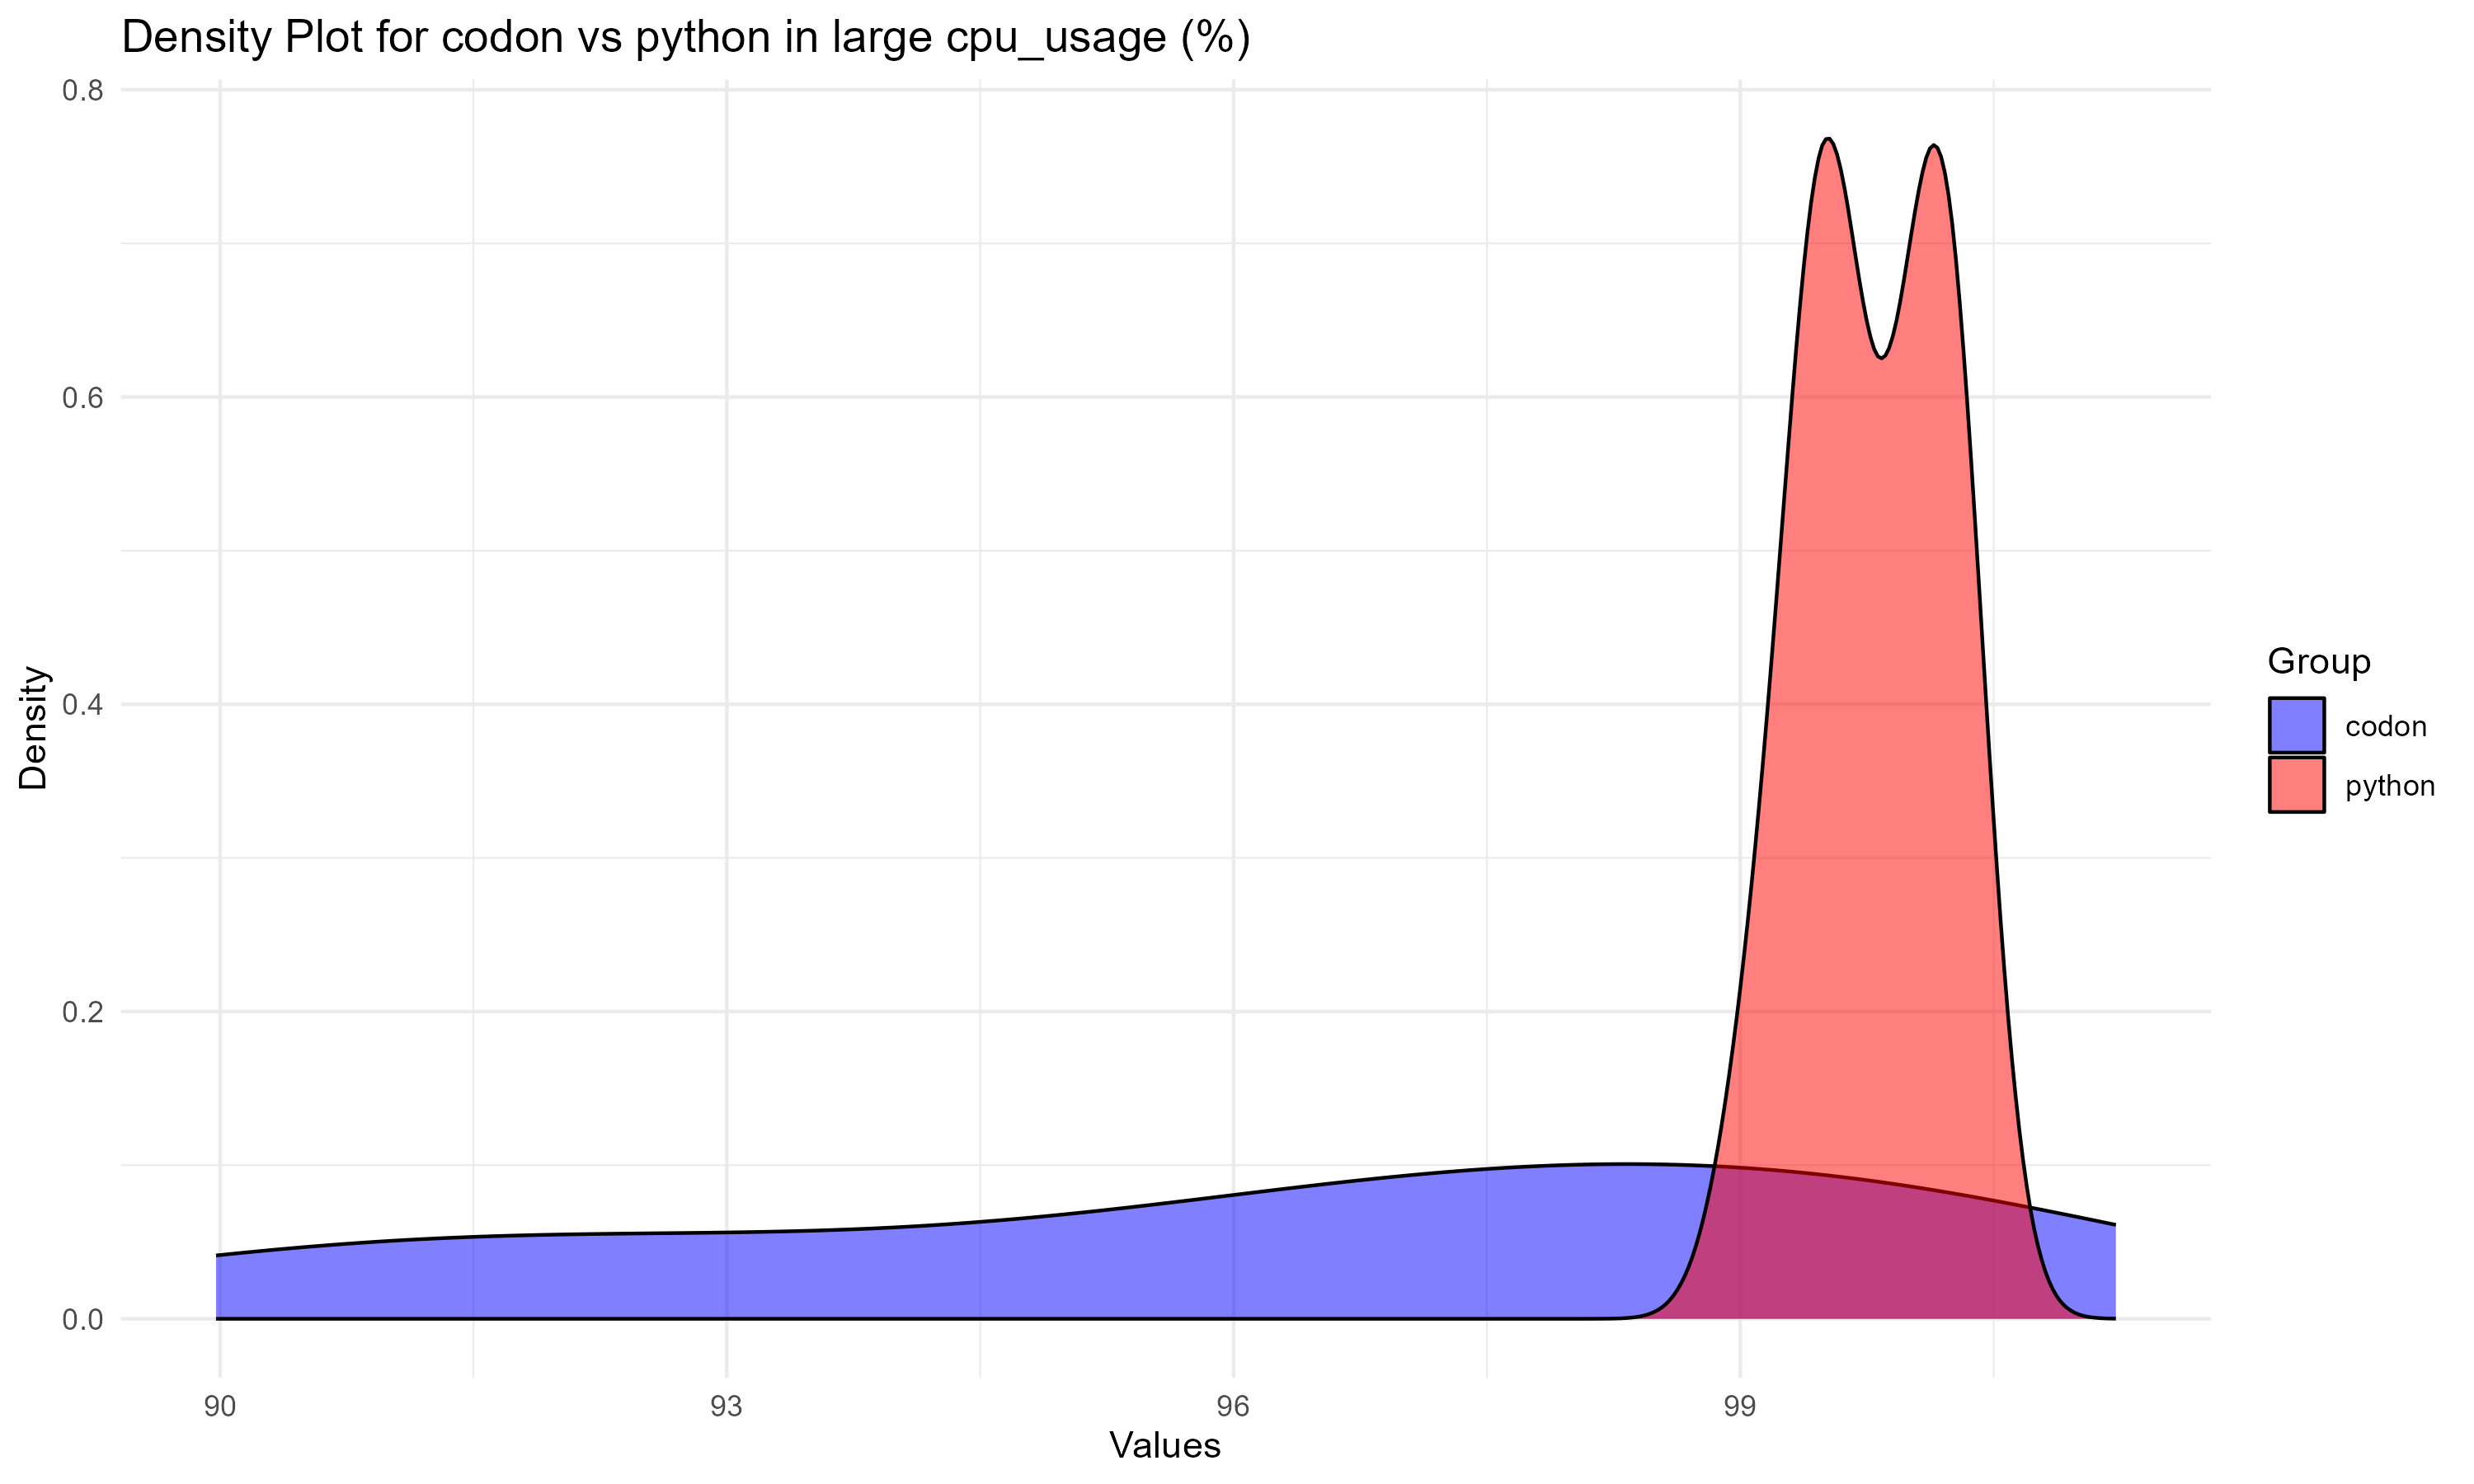 Density Plot for codon vs python in large cpu_usage (%)
0.8
0.6
0.4
0.2
0.0
Density
90 93 96 99
Values
Group
codon
python